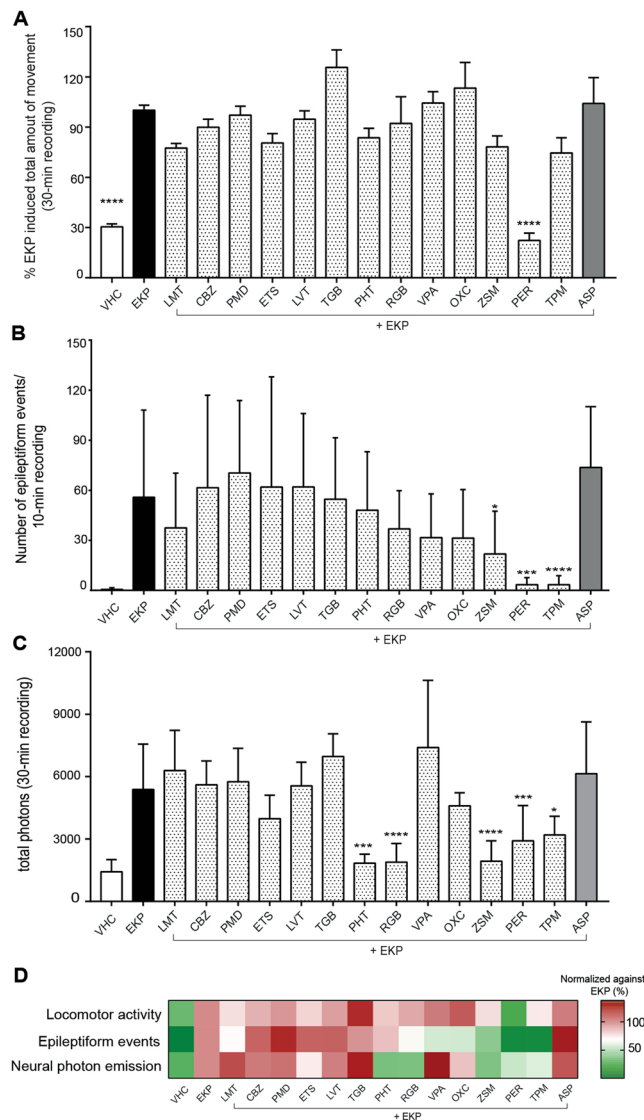 A
% EKP induced total amout of movement
(30-min recording)
150
120
90
60
30
0
****
****
VHC EKP LMT CBZ PMD ETS LVT TGB PHT RGB VPA OXC ZSM PER TPM ASP
+ EKP
B
Number of epileptiform events/
10-min recording
150
120
90
60
30
0
* *** ****
VHC EKP LMT CBZ PMD ETS LVT TGB PHT RGB VPA OXC ZSM PER TPM ASP
+ EKP
C
total photons (30-min recording)
12000
9000
6000
3000
0
*** **** **** *** *
VHC EKP LMT CBZ PMD ETS LVT TGB PHT RGB VPA OXC ZSM PER TPM ASP
+ EKP
D
Normalized against
EKP (%)
Locomotor activity
Epileptiform events
Neural photon emission
100
50
VHC EKP LMT CBZ PMD ETS LVT TGB PHT RGB VPA OXC ZSM PER TPM ASP
+ EKP